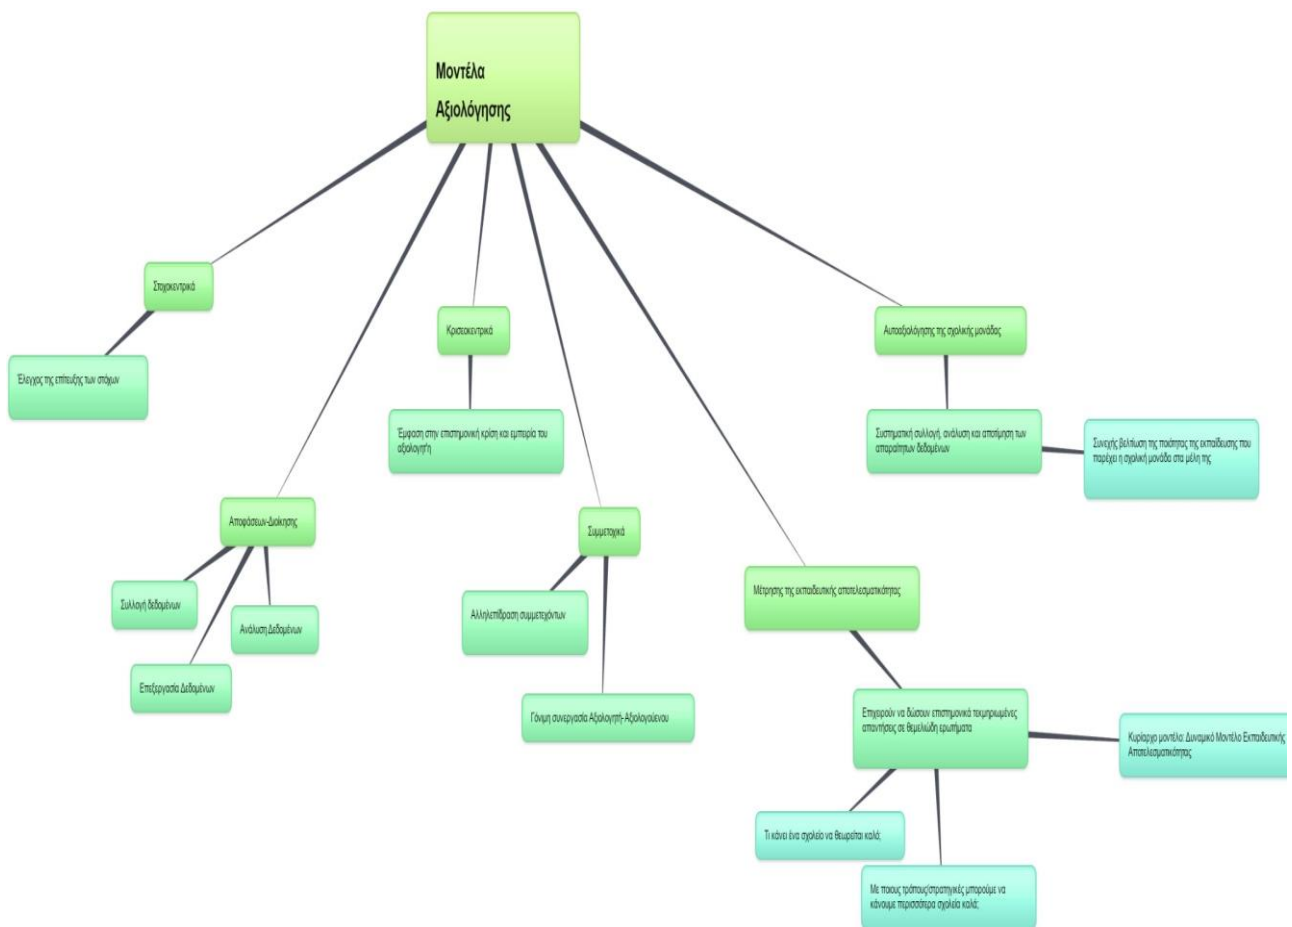 Μοντέλα
Αξιολόγησης
Στοχοκεντρικά
Έλεγχος της επίτευξης των στόχων
Κρισεοκεντρικά
Έμφαση στην επιστημονική κρίση και εμπειρία του
αξιολογητ'η
Αυτοαξιολόγησης της σχολικής μονάδας
Συστηματική συλλογή, ανάλυση και αποτίμηση των
απαραίτητων δεδομένων
Συνεχής βελτίωση της ποιότητας της εκπαίδευσης που
παρέχει η σχολική μονάδα στα μέλη της
Αποφάσεων-Διοίκησης
Συλλογή δεδομένων
Ανάλυση Δεδομένων
Επεξεργασία Δεδομένων
Συμμετοχικά
Αλληλεπίδραση συμμετεχόντων
Γόνιμη συνεργασία Αξιολογητή- Αξιολογούενου
Μέτρησης της εκπαιδευτικής αποτελεσματικότητας
Επιχειρούν να δώσουν επιστημονικά τεκμηριωμένες
απαντήσεις σε θεμελιώδη ερωτήματα
Κυρίαρχο μοντέλο: Δυναμικό Μοντέλο Εκπαιδευτικής
Αποτελεσματικότητας
Τι κάνει ένα σχολείο να θεωρείται καλό;
Με ποιους τρόπους/στρατηγικές μπορούμε να
κάνουμε περισσότερα σχολεία καλά;